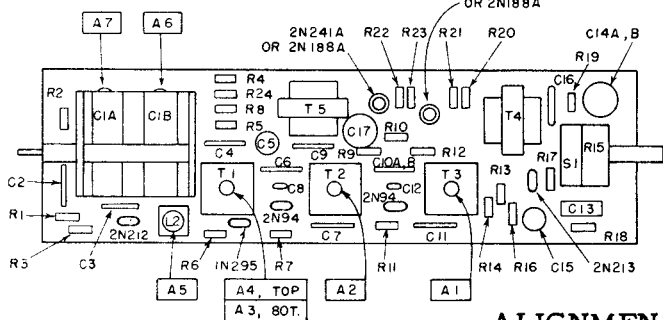 OR 2N188A
A7 A6 2N241A R22 R23 R21 R20 C14A,B
OR 2N188A R19
R2 R4 C16
C1A C1B R24 T5 T4
R8 C17 R10
R5 C5 S1 R15
C4 C6 C9 R9 C10A,B R12 R17
C2 T1 C8 T2 C12 T3 R13
R1 2N94 2N94 C13
C3 2N212 L2 C7 C11
R3 R6 1N295 R7 R11 R14 R16 C15 2N213 R18
A5 A4, TOP A2 A1
A3, BOT.
ALIGNMEN